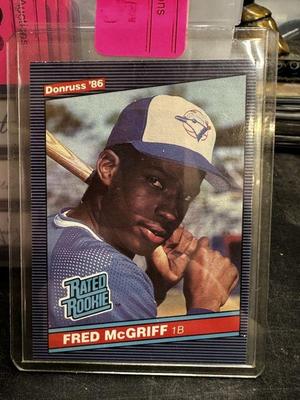 Donruss '86
RATED
ROOKIE
FRED McGRIFF 1B